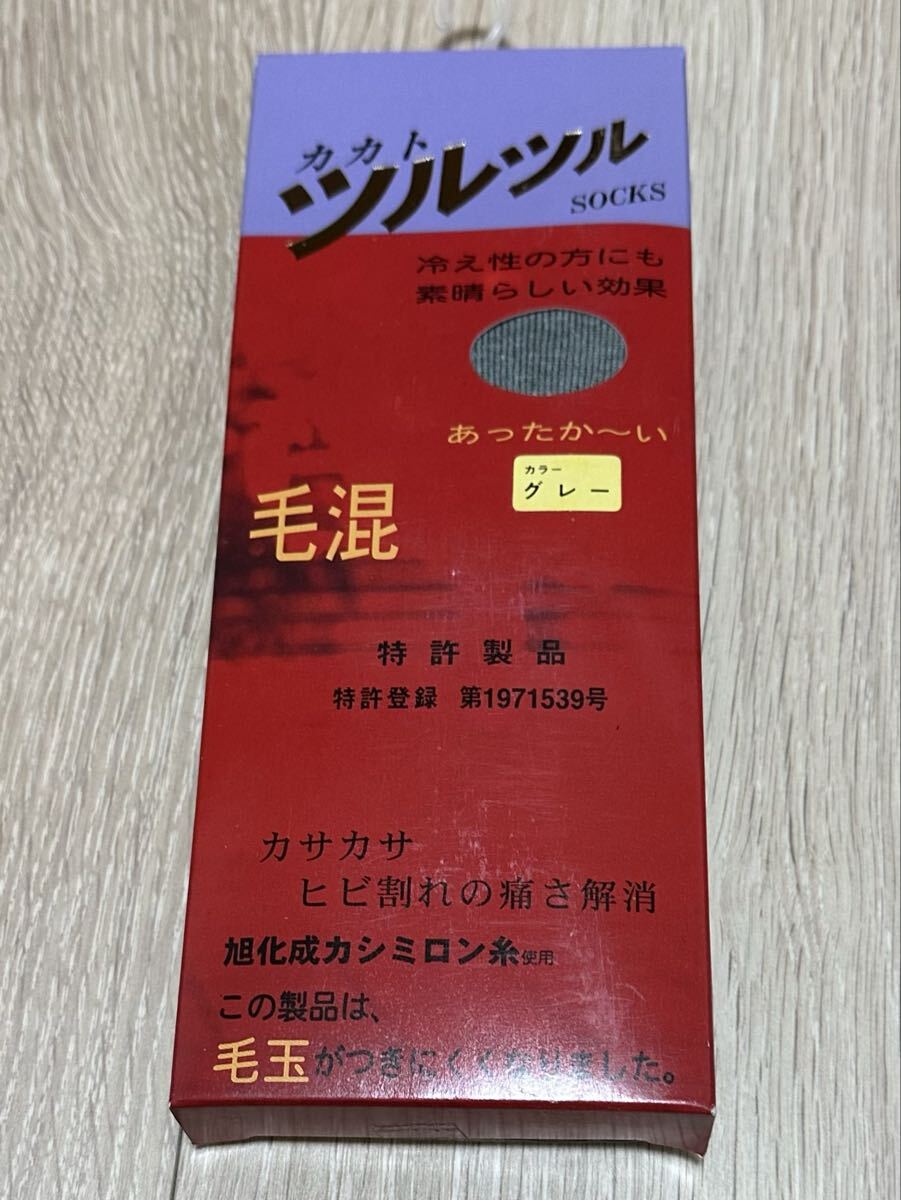 カカト
ツルツル
SOCKS
冷え性の方にも
素晴らしい効果
あったか〜い
カラー
グレー
毛混
特許製品
特許登録 第1971539号
カサカサ
ヒビ割れの痛さ解消
旭化成カシミロン糸使用
この製品は、
毛玉がつきにくくなりました。